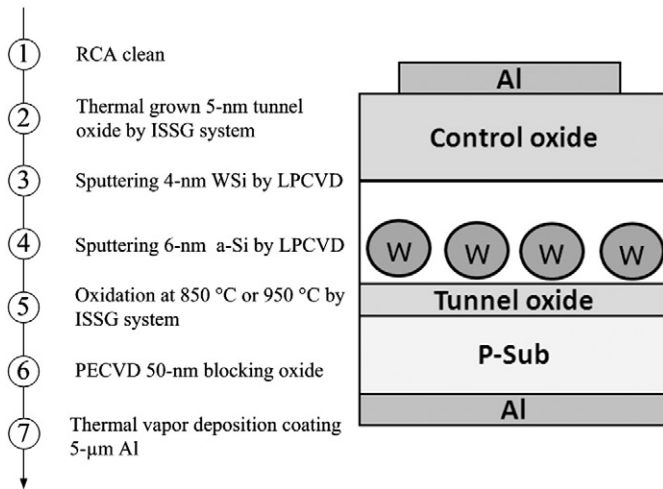 1 RCA clean
2 Thermal grown 5-nm tunnel
oxide by ISSG system
3 Sputtering 4-nm WSi by LPCVD
4 Sputtering 6-nm a-Si by LPCVD
5 Oxidation at 850 °C or 950 °C by
ISSG system
6 PECVD 50-nm blocking oxide
7 Thermal vapor deposition coating
5-µm Al
Al
Control oxide
W W W W
Tunnel oxide
P-Sub
Al